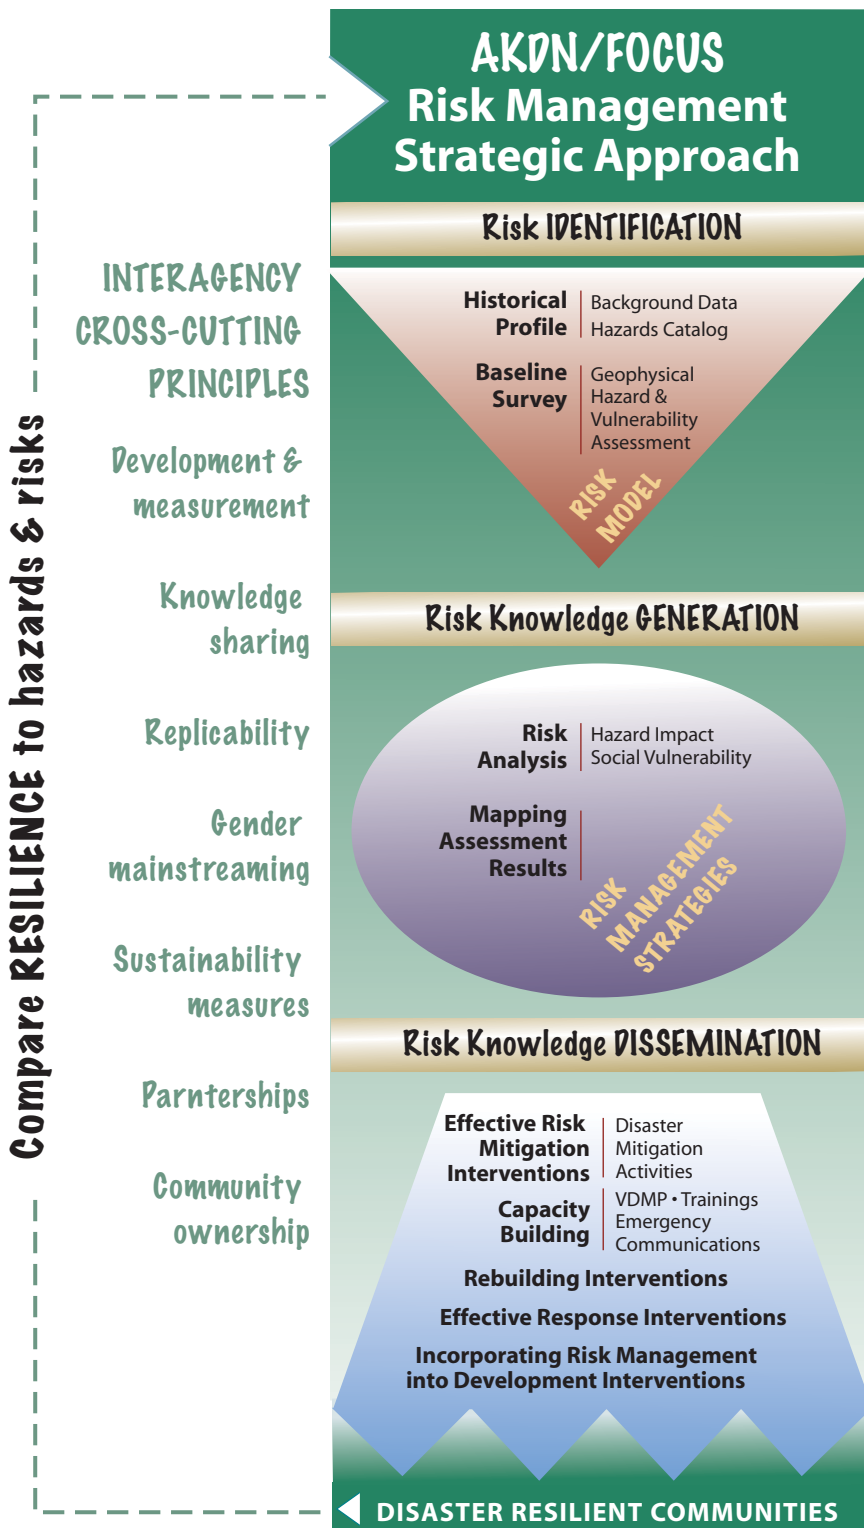 AKDN/FOCUS
Risk Management
Strategic Approach
Risk IDENTIFICATION
Historical
Profile
Background Data
Hazards Catalog
Baseline
Survey
Geophysical
Hazard &
Vulnerability
Assessment
RISK
MODEL
Risk Knowledge GENERATION
Risk
Analysis
Hazard Impact
Social Vulnerability
Mapping
Assessment
Results
RISK
MANAGEMENT
STRATEGIES
Risk Knowledge DISSEMINATION
Effective Risk
Mitigation
Interventions
Disaster
Mitigation
Activities
Capacity
Building
VDMP • Trainings
Emergency
Communications
Rebuilding Interventions
Effective Response Interventions
Incorporating Risk Management
into Development Interventions
DISASTER RESILIENT COMMUNITIES
Compare RESILIENCE to hazards & risks
INTERAGENCY
CROSS-CUTTING
PRINCIPLES
Development &
measurement
Knowledge
sharing
Replicability
Gender
mainstreaming
Sustainability
measures
Parnterships
Community
ownership